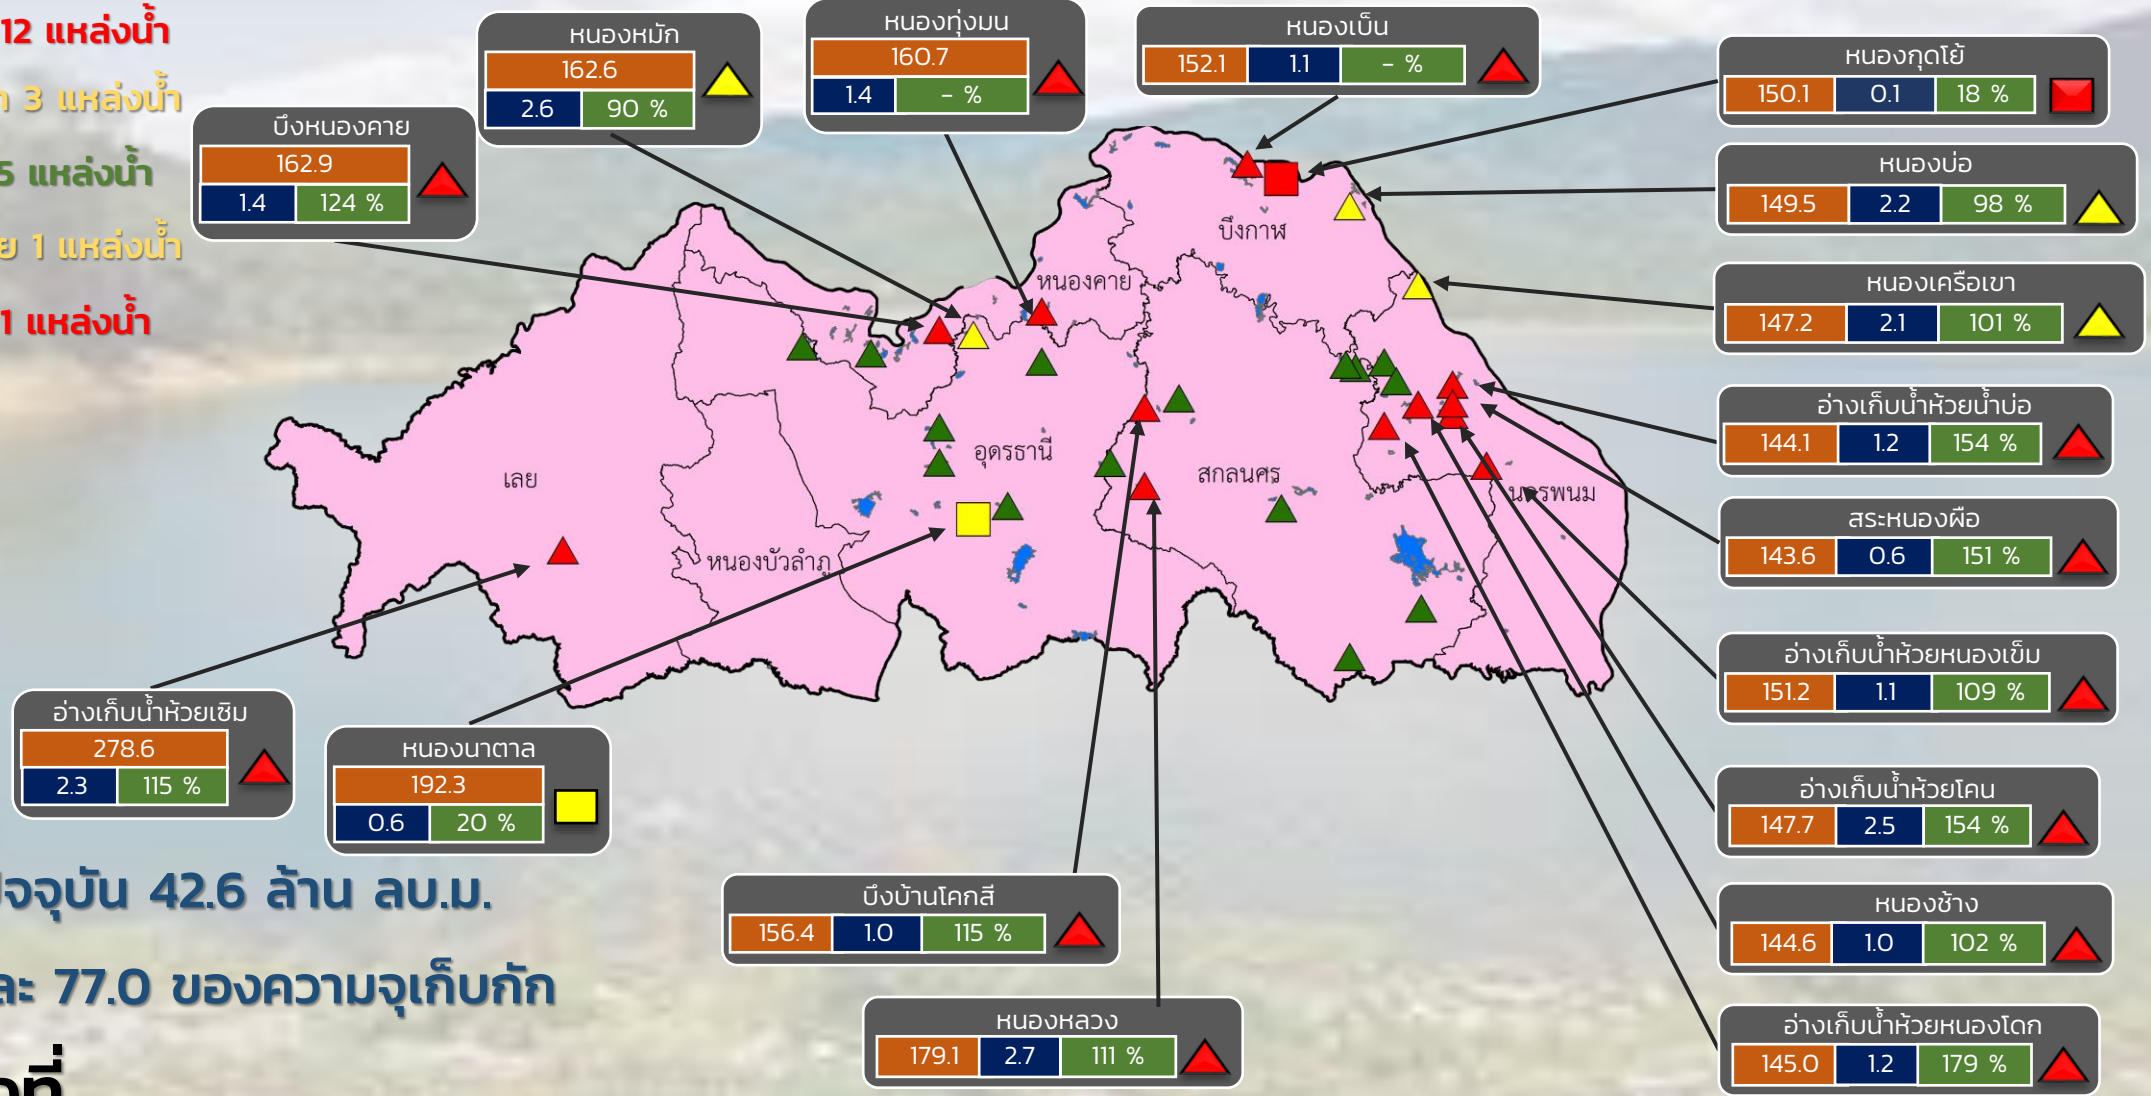 12 แหล่งน้ำ
3 แหล่งน้ำ
5 แหล่งน้ำ
1 แหล่งน้ำ
1 แหล่งน้ำ
หนองหมัก
162.6
2.6 90 %
หนองทุ่งมน
160.7
1.4 - %
หนองเบ็น
152.1 1.1 - %
หนองกุดโย้
150.1 0.1 18 %
บึงหนองคาย
162.9
1.4 124 %
หนองบ่อ
149.5 2.2 98 %
หนองเครือเขา
147.2 2.1 101 %
อ่างเก็บน้ำห้วยน้ำบ่อ
144.1 1.2 154 %
สระหนองผือ
143.6 0.6 151 %
อ่างเก็บน้ำห้วยหนองเข็ม
151.2 1.1 109 %
อ่างเก็บน้ำห้วยโคน
147.7 2.5 154 %
หนองช้าง
144.6 1.0 102 %
อ่างเก็บน้ำห้วยหนองโดก
145.0 1.2 179 %
บึงกาฬ
หนองคาย
อุดรธานี
เลย
สกลนคร
นครพนม
หนองบัวลำภู
อ่างเก็บน้ำห้วยเซิม
278.6
2.3 115 %
หนองนาตาล
192.3
0.6 20 %
บึงบ้านโคกสี
156.4 1.0 115 %
หนองหลวง
179.1 2.7 111 %
ัจจุบัน 42.6 ล้าน ลบ.ม.
ละ 77.0 ของความจุเก็บกัก